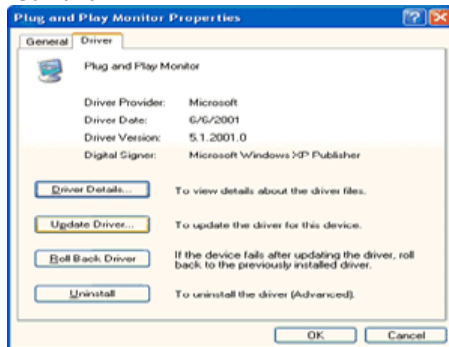 Plug and Play Monitor Properties
General Driver
Plug and Play Monitor
Driver Provider: Microsoft
Driver Date: 6/6/2001
Driver Version: 5.1.2001.0
Digital Signer: Microsoft Windows XP Publisher
Driver Details... To view details about the driver files.
Update Driver... To update the driver for this device.
Roll Back Driver If the device fails after updating the driver, roll
back to the previously installed driver.
Uninstall To uninstall the driver (Advanced).
OK Cancel